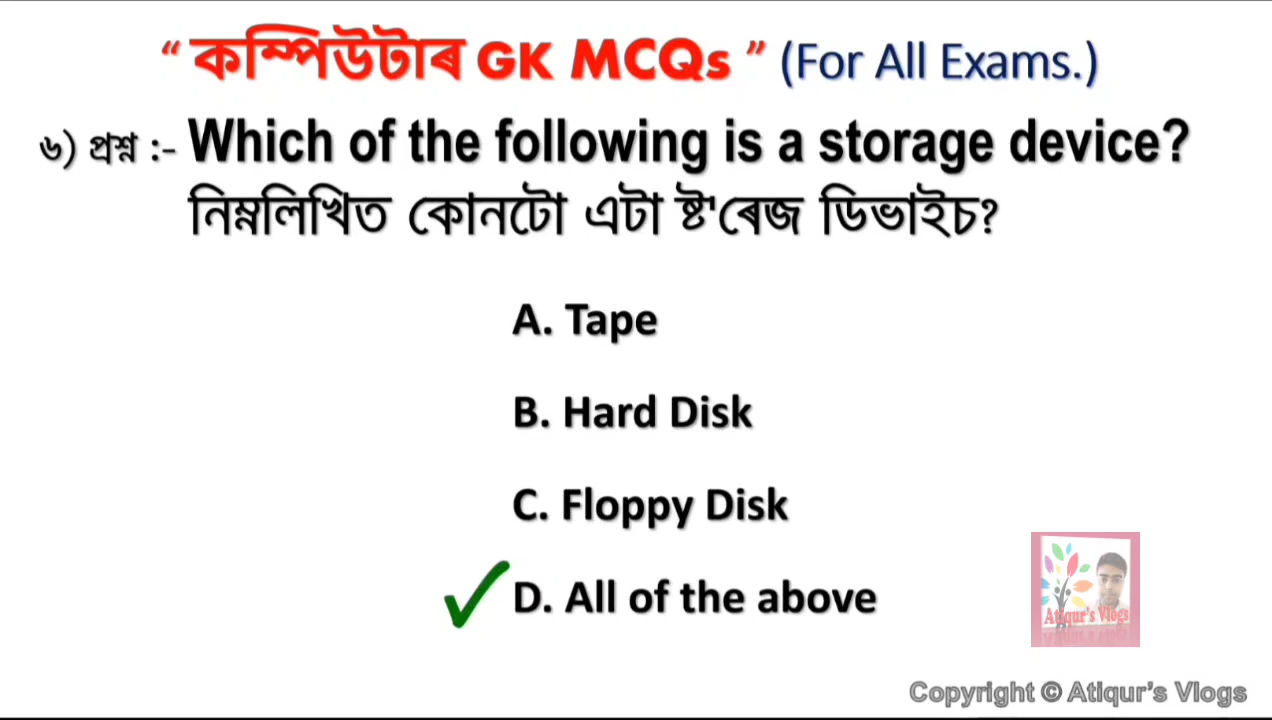 “ কম্পিউটাৰ GK MCQs ” (For All Exams.)
৬) প্ৰশ্ন :- Which of the following is a storage device?
নিম্নলিখিত কোনটো এটা ষ্ট'ৰেজ ডিভাইচ?
A. Tape
B. Hard Disk
C. Floppy Disk
D. All of the above
Atiqur's Vlogs
Copyright © Atiqur's Vlogs